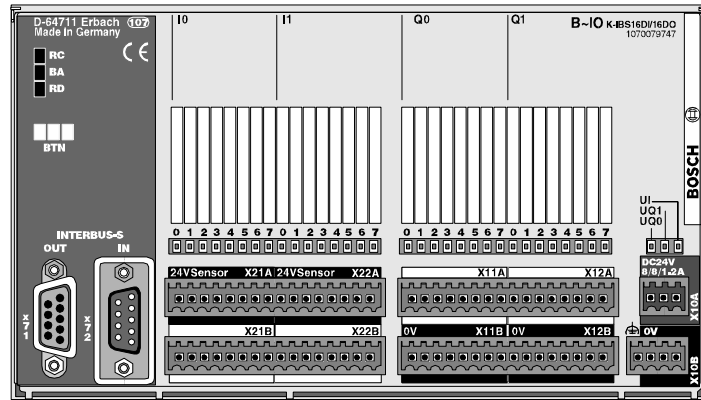 D-64711 Erbach 107
Made In Germany
CE
RC
BA
RD
BTN
INTERBUS-S
OUT IN
X71
X72
I0 I1 Q0 Q1
B~IO K-IBS16DI/16DO
1070079747
BOSCH
0 1 2 3 4 5 6 7 0 1 2 3 4 5 6 7
0 1 2 3 4 5 6 7 0 1 2 3 4 5 6 7
24VSensor X21A 24VSensor X22A
X11A X12A
X21B X22B
0V X11B 0V X12B
UI
UQ1
UQ0
DC24V
8/8/1.2A
X10A
0V
X10B